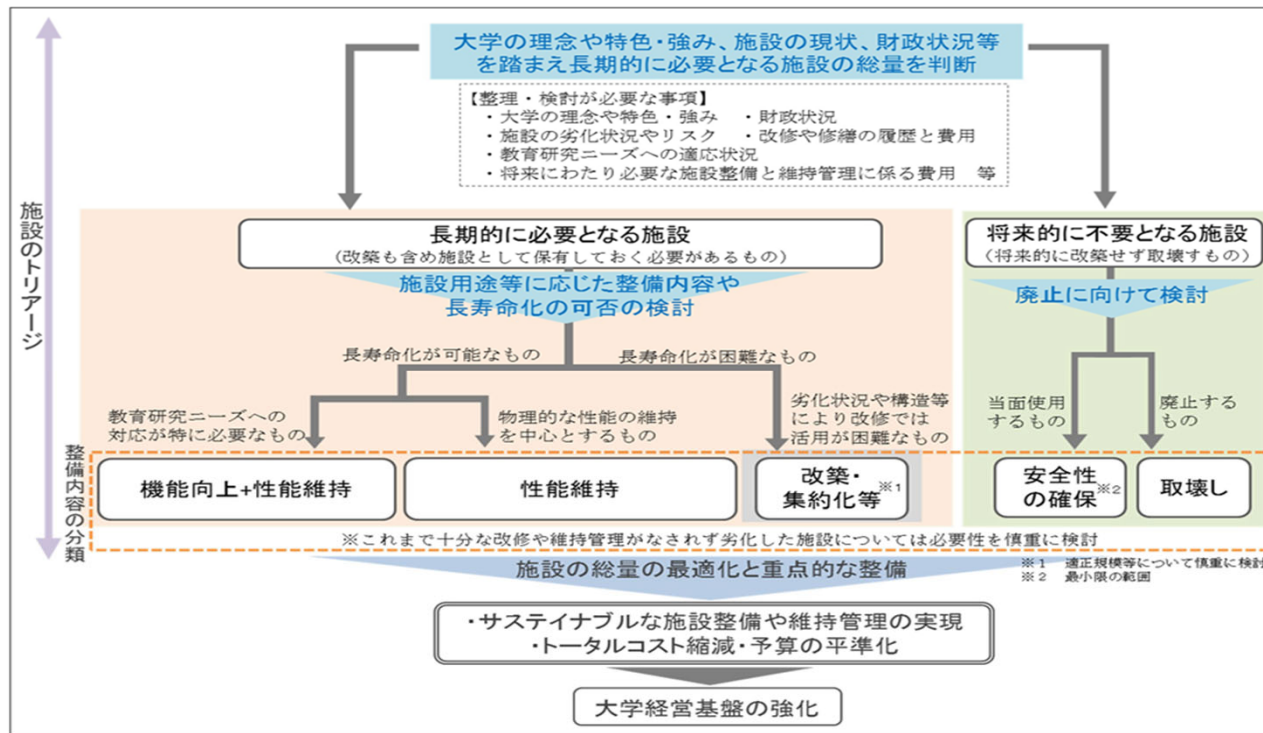 大学の理念や特色・強み、施設の現状、財政状況等
を踏まえ長期的に必要となる施設の総量を判断
【整理・検討が必要な事項】
・大学の理念や特色・強み ・財政状況
・施設の劣化状況やリスク ・改修や修繕の履歴と費用
・教育研究ニーズへの適応状況
・将来にわたり必要な施設整備と維持管理に係る費用 等
施設のトリアージ
長期的に必要となる施設
(改築も含め施設として保有しておく必要があるもの)
施設用途等に応じた整備内容や
長寿命化の可否の検討
将来的に不要となる施設
(将来的に改築せず取壊すもの)
廃止に向けて検討
長寿命化が可能なもの
長寿命化が困難なもの
教育研究ニーズへの
対応が特に必要なもの
物理的な性能の維持
を中心とするもの
劣化状況や構造等
により改修では
活用が困難なもの
当面使用
するもの
廃止する
もの
整備内容の分類
機能向上+性能維持
性能維持
改築・
集約化等※1
安全性
の確保※2
取壊し
※これまで十分な改修や維持管理がなされず劣化した施設については必要性を慎重に検討
施設の総量の最適化と重点的な整備
※1 適正規模等について慎重に検討
※2 最小限の範囲
・サステイナブルな施設整備や維持管理の実現
・トータルコスト縮減・予算の平準化
大学経営基盤の強化